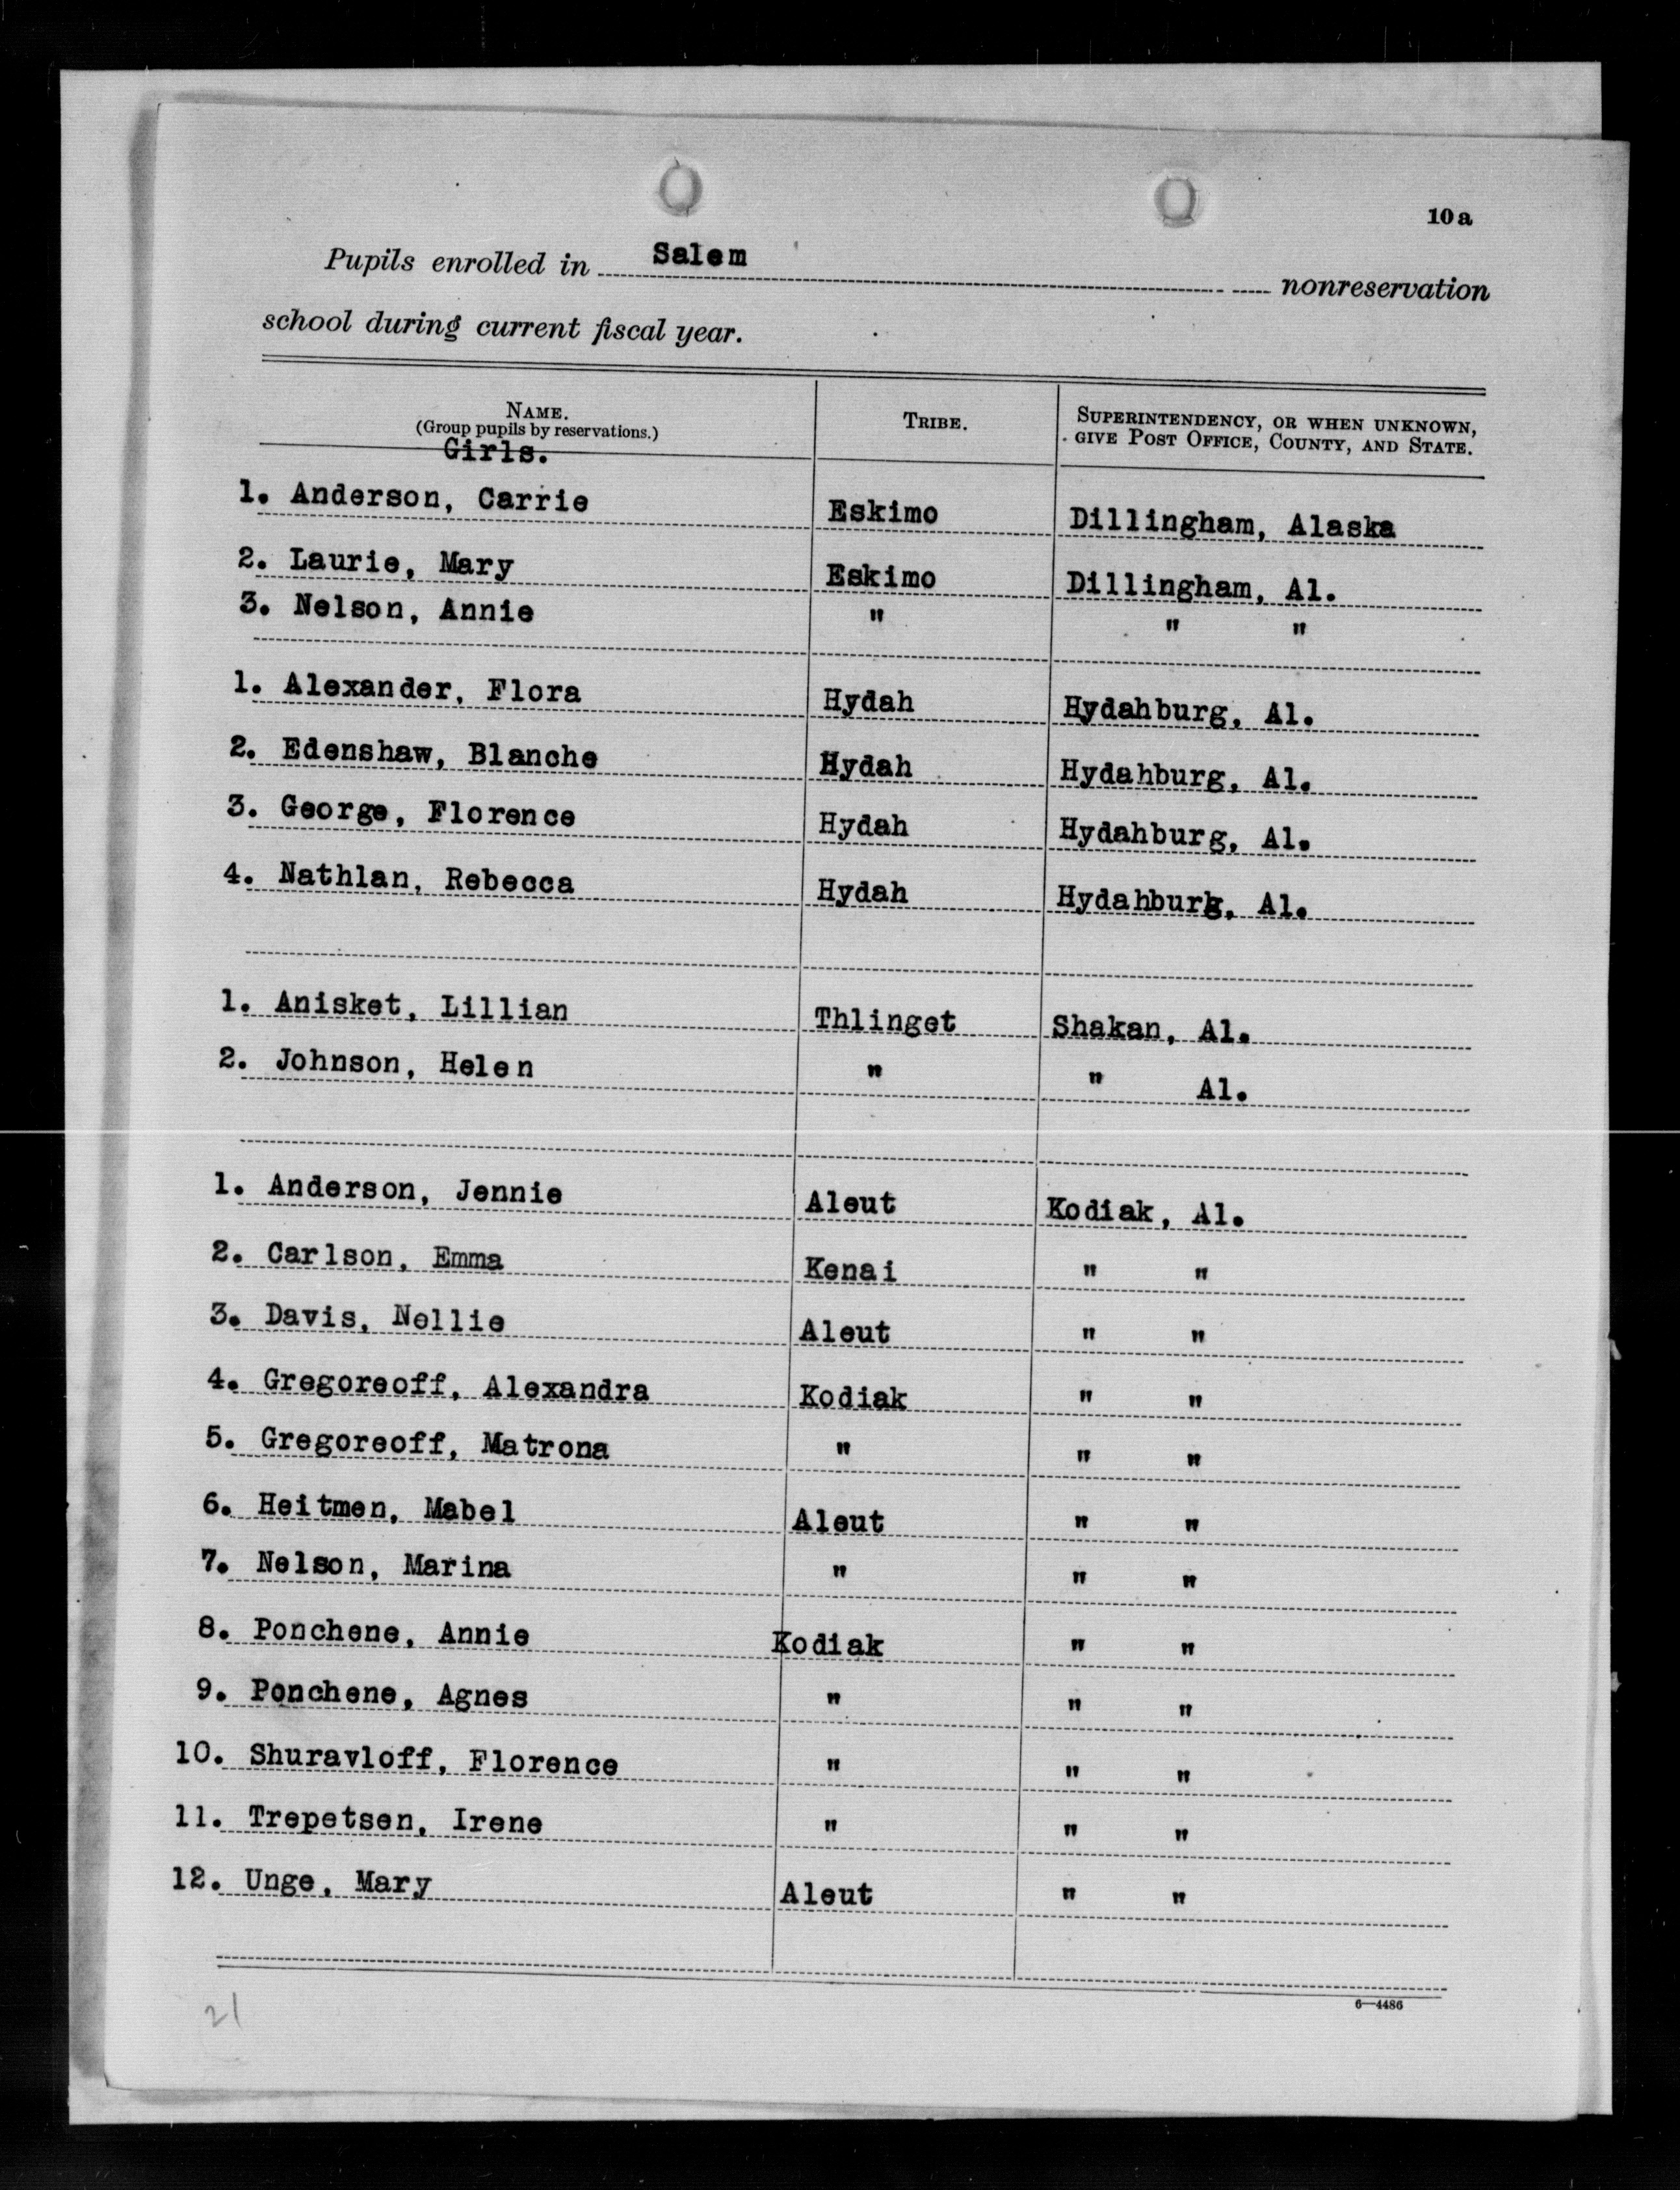 10a
Pupils enrolled in Salem nonreservation
school during current fiscal year.
NAME. TRIBE. SUPERINTENDENCY, OR WHEN UNKNOWN,
(Group pupils by reservations.) GIVE POST OFFICE, COUNTY, AND STATE.
Girls.
1. Anderson, Carrie Eskimo Dillingham, Alaska
2. Laurie, Mary Eskimo Dillingham, Al.
3. Nelson, Annie " " "
1. Alexander, Flora Hydah Hydahburg, Al.
2. Edenshaw, Blanche Hydah Hydahburg, Al.
3. George, Florence Hydah Hydahburg, Al.
4. Nathlan, Rebecca Hydah Hydahburg, Al.
1. Anisket, Lillian Thlinget Shakan, Al.
2. Johnson, Helen " " Al.
1. Anderson, Jennie Aleut Kodiak, Al.
2. Carlson, Emma Kenai " "
3. Davis, Nellie Aleut " "
4. Gregoreoff, Alexandra Kodiak " "
5. Gregoreoff, Matrona " " "
6. Heitmen, Mabel Aleut " "
7. Nelson, Marina " " "
8. Ponchene, Annie Kodiak " "
9. Ponchene, Agnes " " "
10. Shuravloff, Florence " " "
11. Trepetsen, Irene " " "
12. Unge, Mary Aleut " "
6—4486
21